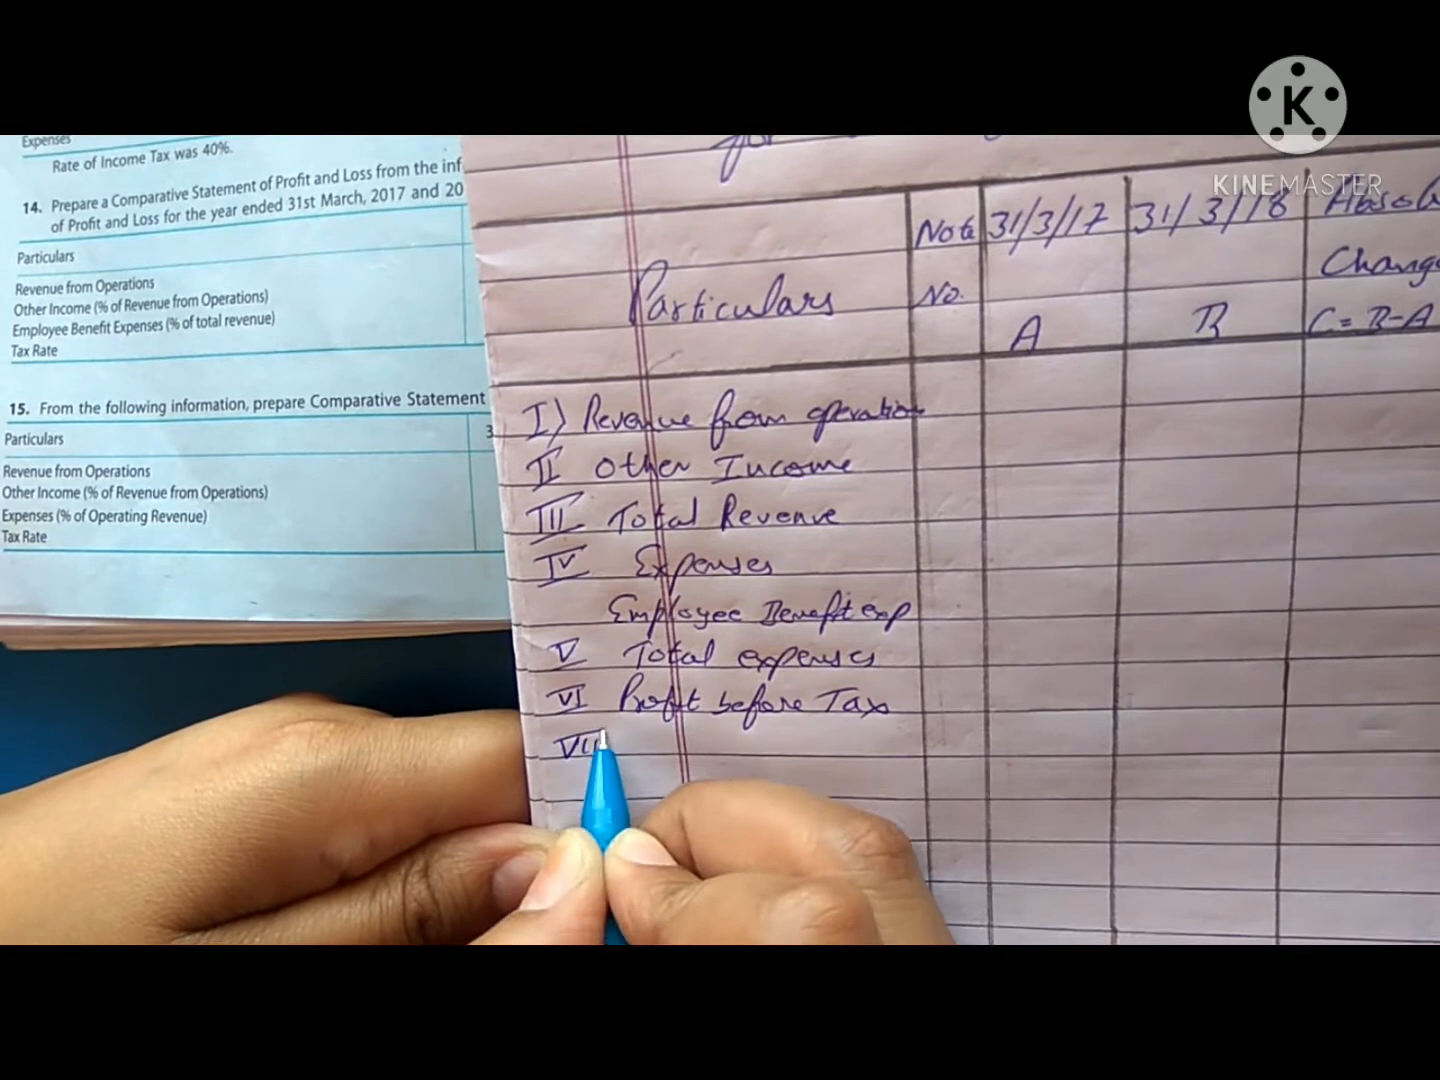 K
KINEMASTER
Expenses
Rate of Income Tax was 40%.
14. Prepare a Comparative Statement of Profit and Loss from the inf
of Profit and Loss for the year ended 31st March, 2017 and 20
Particulars
Revenue from Operations
Other Income (% of Revenue from Operations)
Employee Benefit Expenses (% of total revenue)
Tax Rate
15. From the following information, prepare Comparative Statement
Particulars
3
Revenue from Operations
Other Income (% of Revenue from Operations)
Expenses (% of Operating Revenue)
Tax Rate
for
Particulars
Note No.
31/3/17
A
31/3/18
B
Absol
Chang
C = B-A
I) Revenue from operation
II Other Income
III Total Revenue
IV Expenses
Employee Benefit exp
V Total expenses
VI Profit before Tax
VII